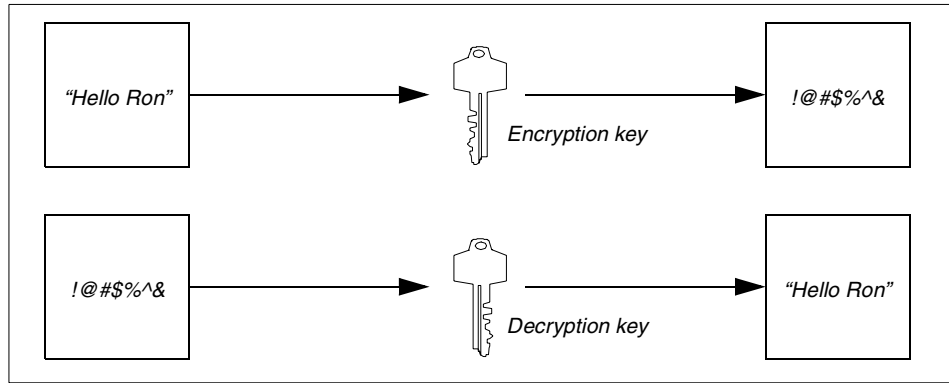 “Hello Ron”
!@#$%^&
Encryption key
!@#$%^&
“Hello Ron”
Decryption key